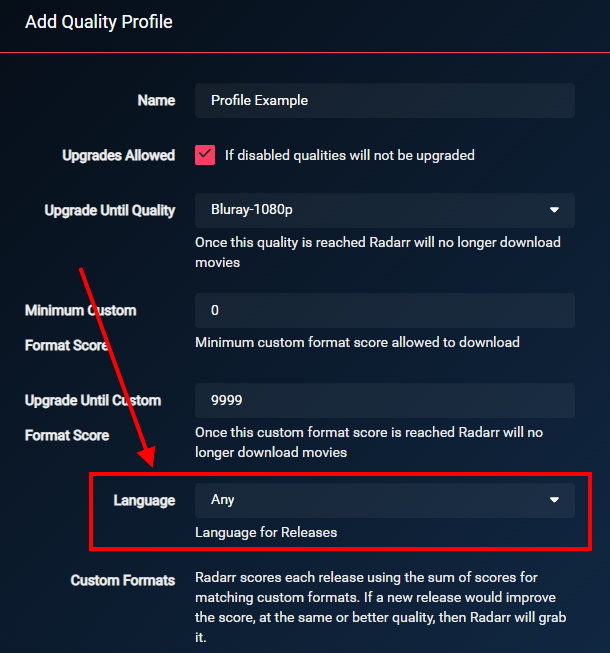 Add Quality Profile
Name
Profile Example
Upgrades Allowed
If disabled qualities will not be upgraded
Upgrade Until Quality
Bluray-1080p
Once this quality is reached Radarr will no longer download
movies
Minimum Custom
Format Score
0
Minimum custom format score allowed to download
Upgrade Until Custom
Format Score
9999
Once this custom format score is reached Radarr will no
longer download movies
Language
Any
Language for Releases
Custom Formats
Radarr scores each release using the sum of scores for
matching custom formats. If a new release would improve
the score, at the same or better quality, then Radarr will grab
it.